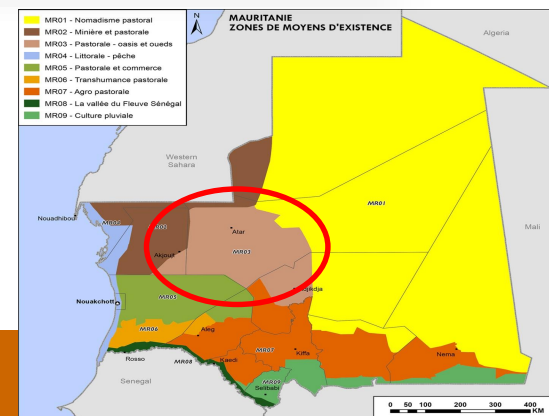 MAURITANIE
ZONES DE MOYENS D'EXISTENCE
N
MR01 - Nomadisme pastoral
MR02 - Minière et pastorale
MR03 - Pastorale - oasis et oueds
MR04 - Littorale - pêche
MR05 - Pastorale et commerce
MR06 - Transhumance pastorale
MR07 - Agro pastorale
MR08 - La vallée du Fleuve Sénégal
MR09 - Culture pluviale
Algeria
Western
Sahara
Nouadhibou
MR04
MR02
Atar
MR01
Mali
Akjoujt
MR03
Nouakchott
MR05
MR06
Aleg
Rosso
MR08
Kaedi
MR07
Kiffa
Nema
Senegal
MR09
Selibabi
0 50 100 200 300 400
KM